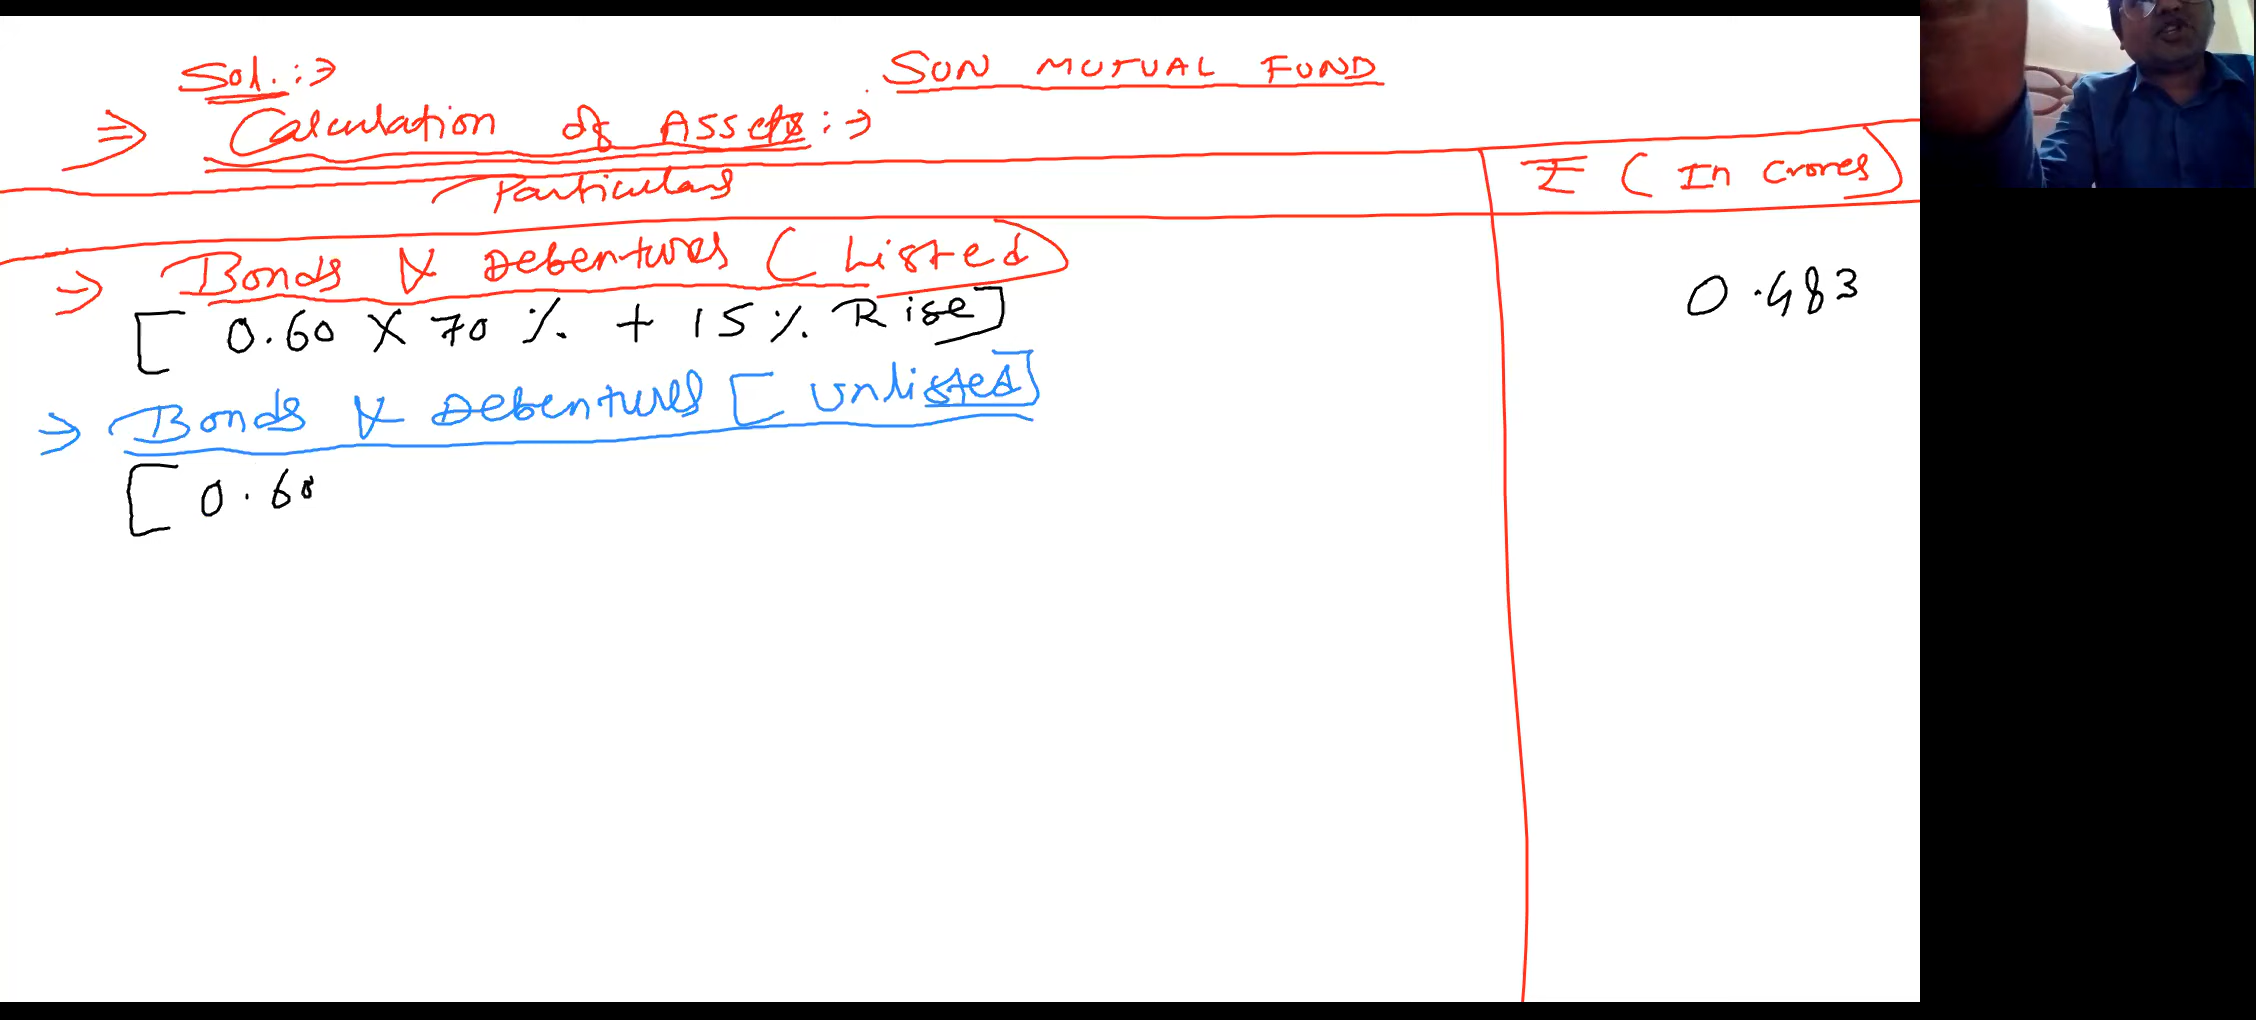 Sol. :→ SUN MUTUAL FUND
⇒ Calculation of Assets :→
Particulars ₹ (In Crores)
⇒ Bonds & Debentures (Listed)
[ 0.60 X 70 % + 15 % Rise] 0.483
⇒ Bonds & Debentures [Unlisted]
[ 0.60